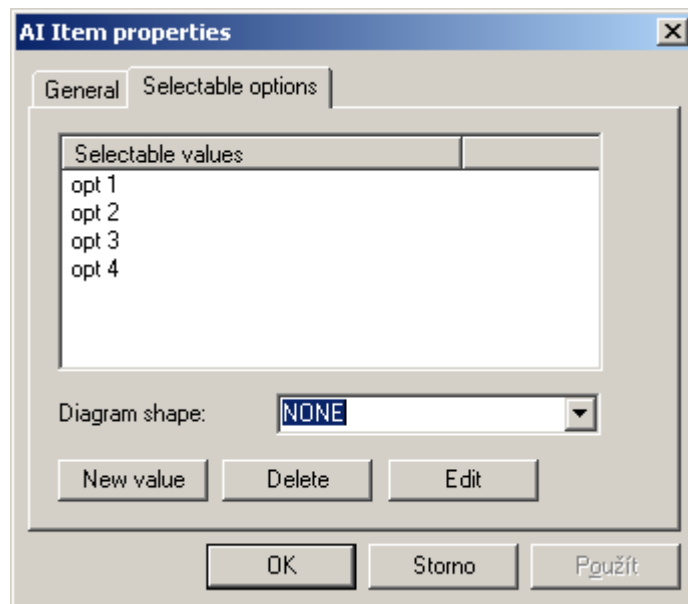 AI Item properties
General Selectable options
Selectable values
opt 1
opt 2
opt 3
opt 4
Diagram shape: NONE
New value Delete Edit
OK Storno Použít